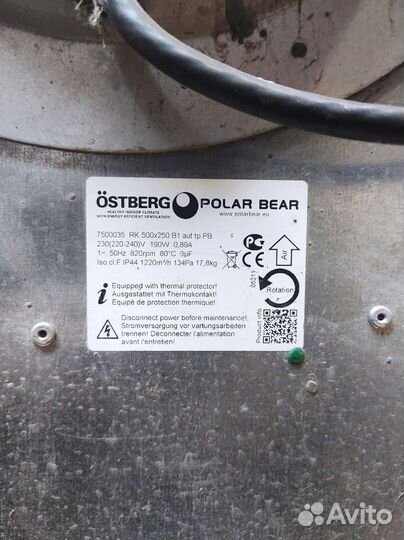 ÖSTBERG POLAR BEAR
HEALTHY INDOOR CLIMATE
WITH ENERGY EFFICIENT VENTILATION
www.polarbear.eu
7500035 RK 500x250 B1 aut tp PB
230(220-240)V 190W 0,89A
1~ 50Hz 820rpm 80°C 3µF
Iso.cl.F IP44 1220m³/h 134Pa 17,8kg
Air
Rotation
Equipped with thermal protector!
Ausgestattet mit Thermokontakt!
Equipé de protection thermique!
Disconnect power before maintenance!
Stromversorgung vor vartungsarbeiten
trennen! Déconnecter l'alimentation
avant l'entretien!
Product info
Avito